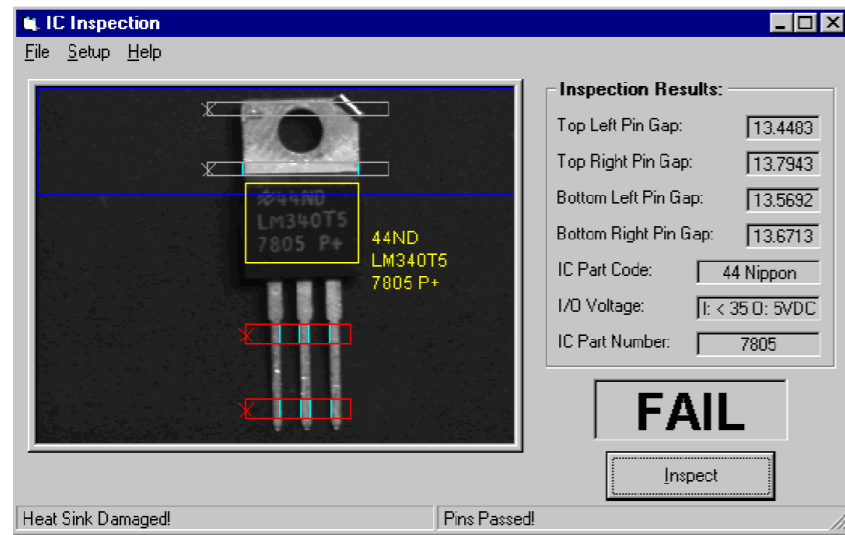 IC Inspection
File Setup Help
44ND
LM340T5
7805 P+
44ND
LM340T5
7805 P+
Inspection Results:
Top Left Pin Gap: 13.4483
Top Right Pin Gap: 13.7943
Bottom Left Pin Gap: 13.5692
Bottom Right Pin Gap: 13.6713
IC Part Code: 44 Nippon
I/O Voltage: I: < 35 O: 5VDC
IC Part Number: 7805
FAIL
Inspect
Heat Sink Damaged! Pins Passed!